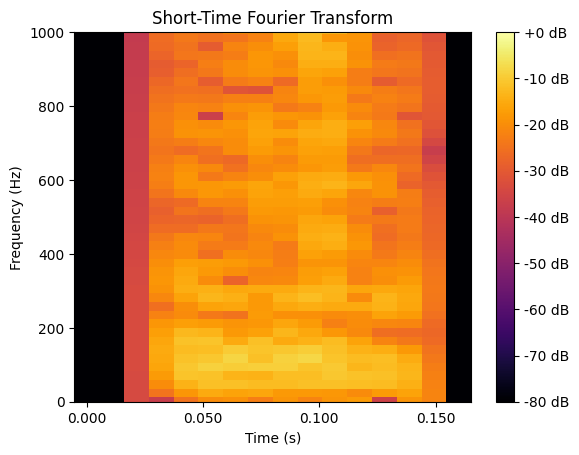 Short-Time Fourier Transform
1000
800
600
400
200
0
Frequency (Hz)
0.000
0.050
0.100
0.150
Time (s)
+0 dB
-10 dB
-20 dB
-30 dB
-40 dB
-50 dB
-60 dB
-70 dB
-80 dB